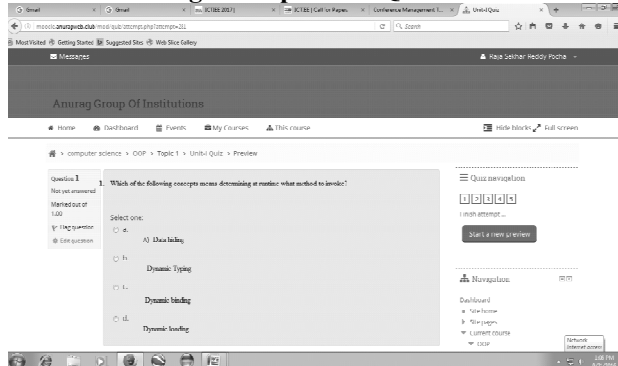 Gmail
Gmail
ICTIEE 2017 |
ICTIEE | Call for Papers
Conference Management T...
Unit-I Quiz
moocle.anuragweb.club/mod/quiz/attempt.php?attempt=281
Search
Most Visited
Getting Started
Suggested Sites
Web Slice Gallery
Messages
Raja Sekhar Reddy Pocha
Anurag Group Of Institutions
Home
Dashboard
Events
My Courses
This course
Hide blocks
Full screen
computer science > OOP > Topic 1 > Unit-I Quiz > Preview
Question 1
Not yet answered
Marked out of
1.00
Flag question
Edit question
1. Which of the following concepts means determining at runtime what method to invoke?
Select one:
a.
A) Data hiding
b.
Dynamic Typing
c.
Dynamic binding
d.
Dynamic loading
Quiz navigation
1 2 3 4 5
Finish attempt ...
Start a new preview
Navigation
Dashboard
Site home
Site pages
Current course
OOP
Network
Internet access